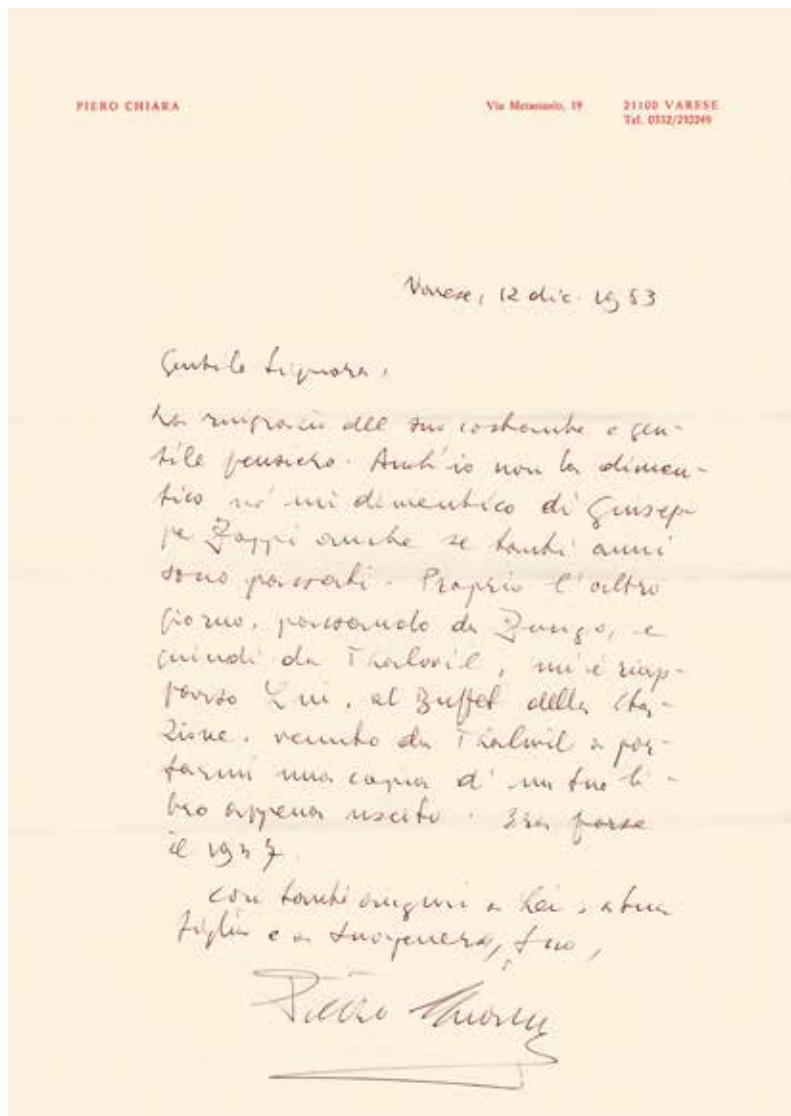 PIERO CHIARA
Via Metastasio, 19
21100 VARESE
Tel. 0332/232249
Varese, 12 dic. 1983
Gentile Signora,
La ringrazio del suo costante e gen-
tile pensiero. Anch'io non la dimen-
tico né mi dimentico di Giusep
pe Zoppi anche se tanti anni
sono passati. Proprio l'altro
giorno, passando da Zurigo, e
quindi da Thalwil, mi è riap-
parso Lui, al Buffet della Sta-
zione, venuto da Thalwil a por-
tarmi una copia d'un suo li-
bro appena uscito. Era forse
il 1947
Con tanti auguri a Lei, a sua
figlia e a suo genero, suo,
Piero Chiara